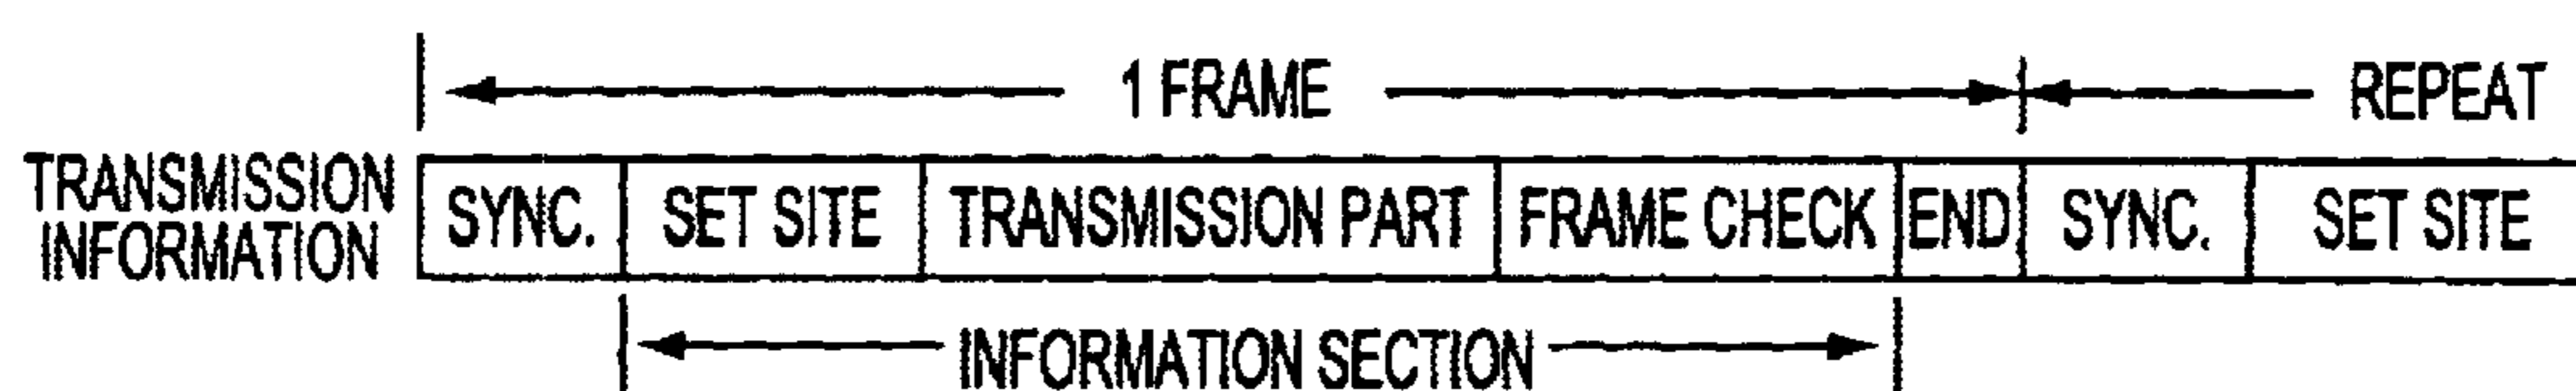 1 FRAME REPEAT
TRANSMISSION
INFORMATION
SYNC. SET SITE TRANSMISSION PART FRAME CHECK END SYNC. SET SITE
INFORMATION SECTION